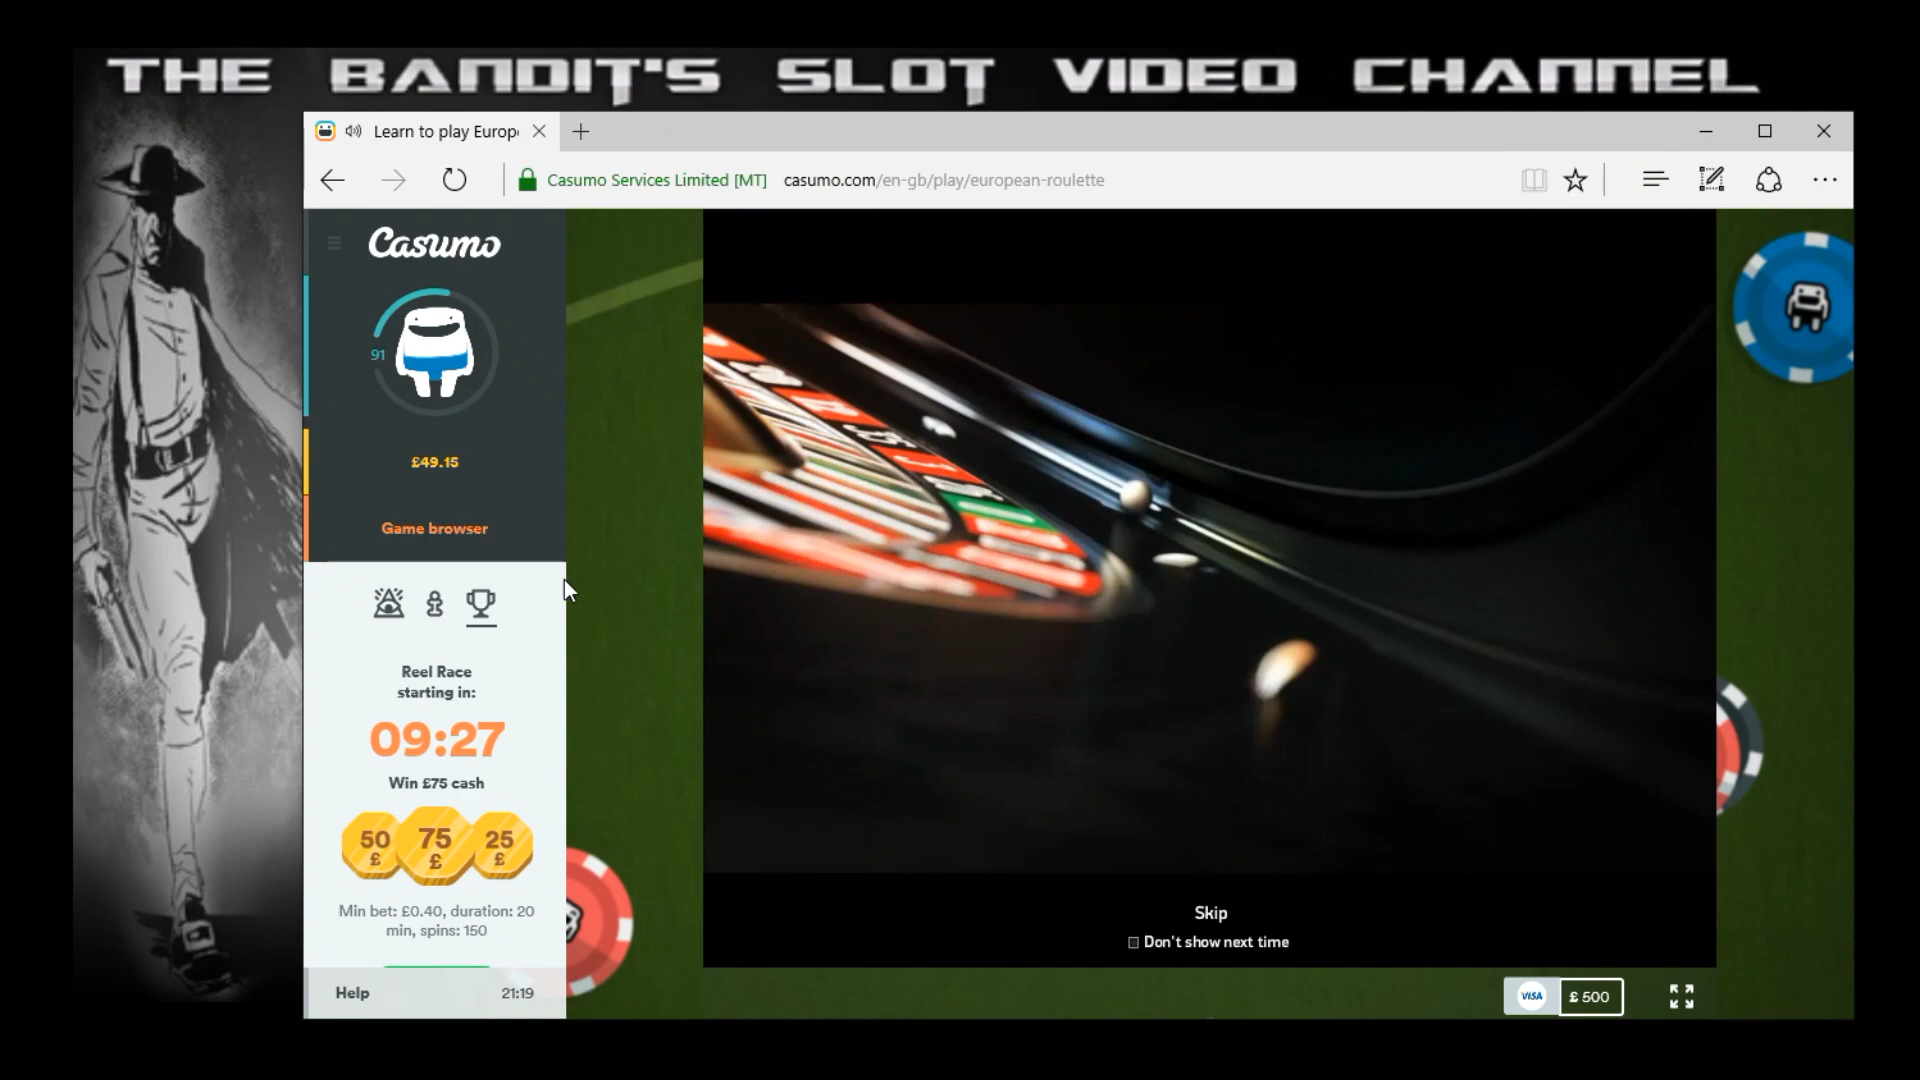 THE BANDIT'S SLOT VIDEO CHANNEL
Learn to play Europ
Casumo Services Limited [MT] casumo.com/en-gb/play/european-roulette
Casumo
91
£49.15
Game browser
Reel Race
starting in:
09:27
Win £75 cash
50 £
75 £
25 £
Min bet: £0.40, duration: 20
min, spins: 150
Help 21:19
Skip
Don't show next time
VISA £ 500